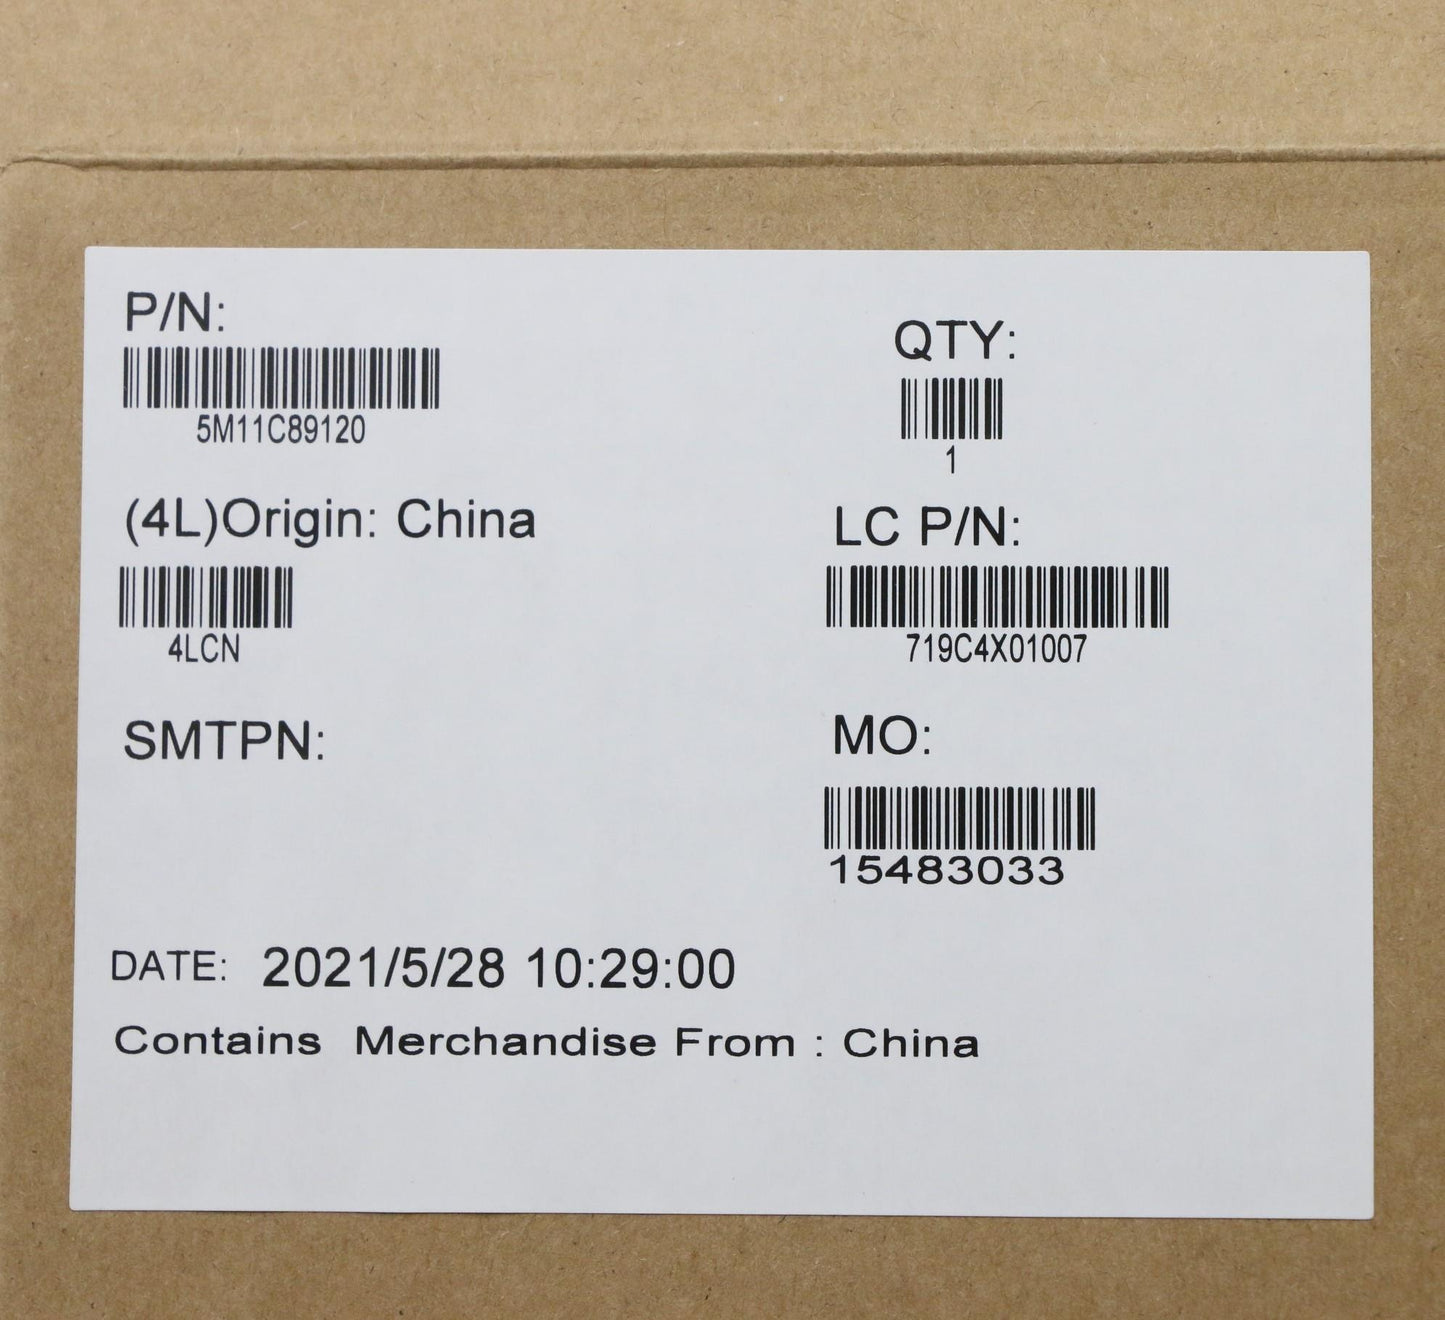 P/N:
5M11C89120
QTY:
1
(4L)Origin: China
4LCN
LC P/N:
719C4X01007
SMTPN:
MO:
15483033
DATE: 2021/5/28 10:29:00
Contains Merchandise From : China